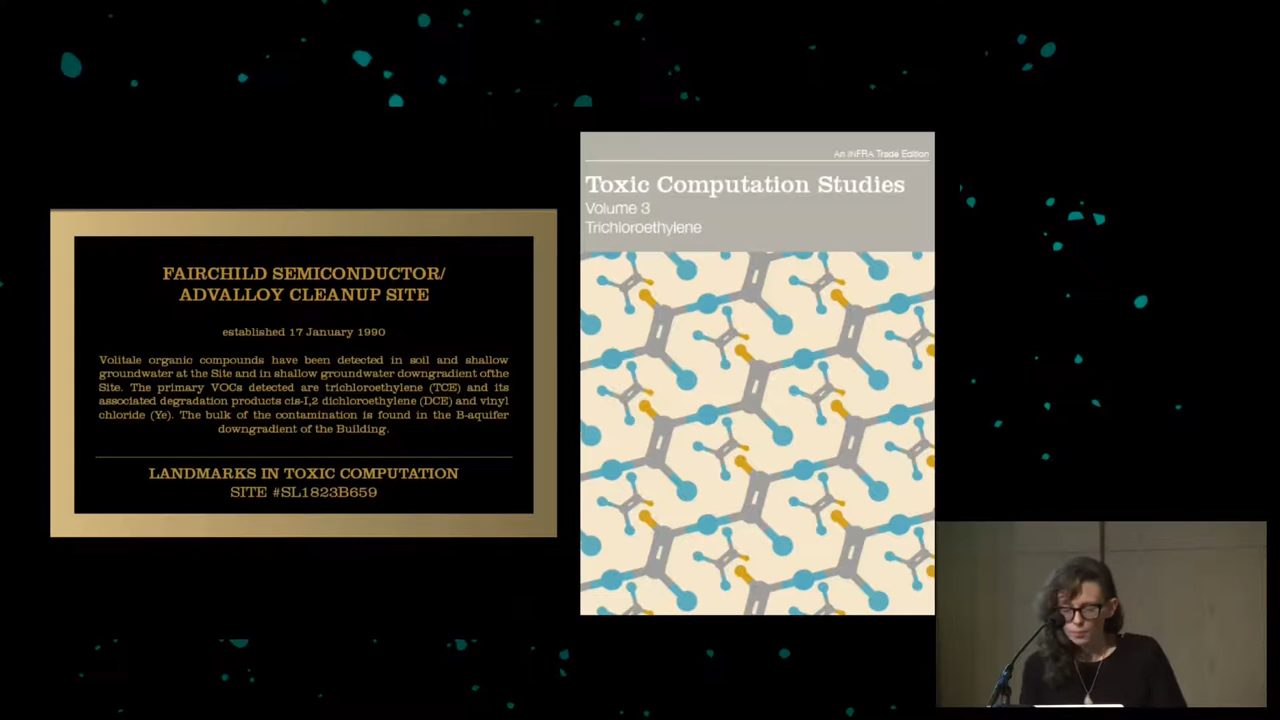 FAIRCHILD SEMICONDUCTOR/
ADVALLOY CLEANUP SITE
established 17 January 1990
Volitale organic compounds have been detected in soil and shallow
groundwater at the Site and in shallow groundwater downgradient ofthe
Site. The primary VOCs detected are trichloroethylene (TCE) and its
associated degradation products cis-I,2 dichloroethylene (DCE) and vinyl
chloride (Ye). The bulk of the contamination is found in the B-aquifer
downgradient of the Building.
LANDMARKS IN TOXIC COMPUTATION
SITE #SL1823B659
An INFRA Trade Edition
Toxic Computation Studies
Volume 3
Trichloroethylene